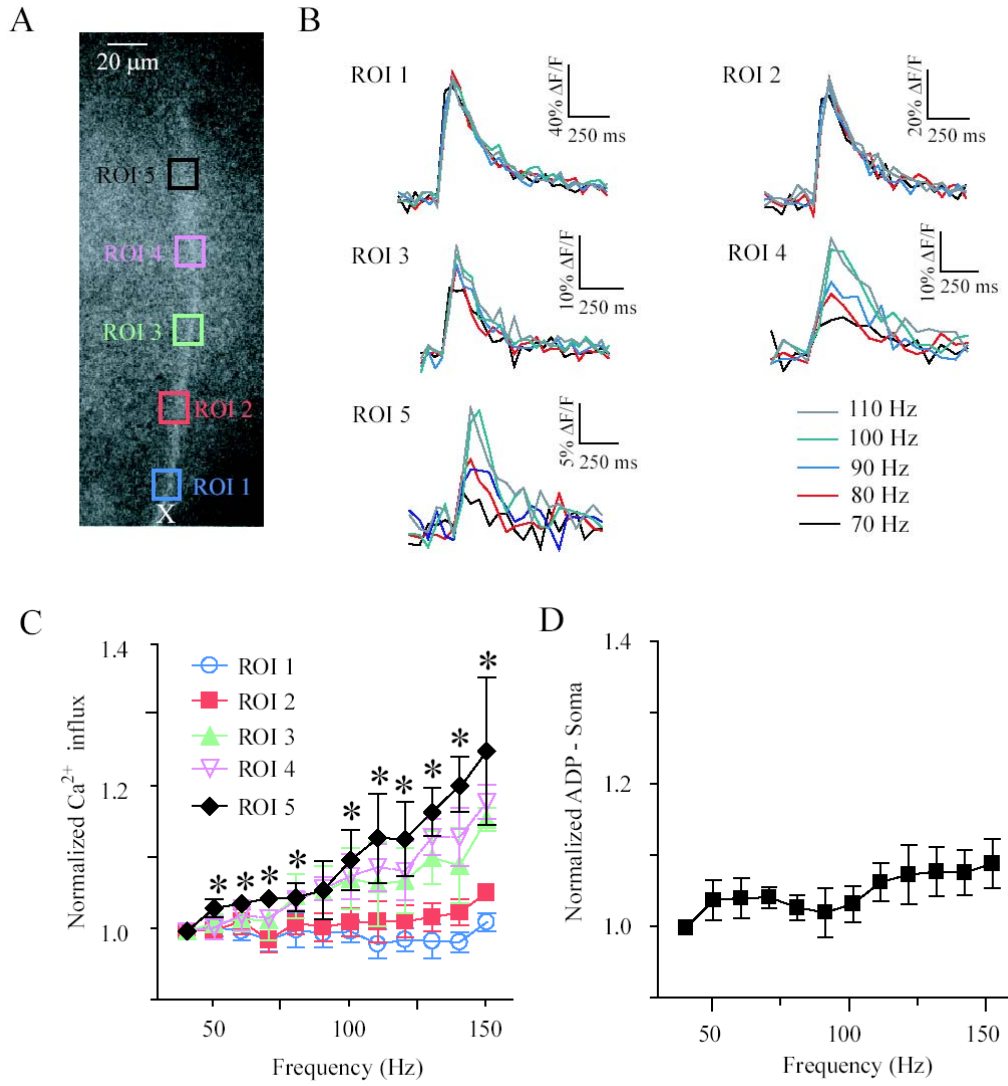 A
20 μm
ROI 5
ROI 4
ROI 3
ROI 2
ROI 1
X
B
ROI 1
40% ΔF/F
250 ms
ROI 2
20% ΔF/F
250 ms
ROI 3
10% ΔF/F
250 ms
ROI 4
10% ΔF/F
250 ms
ROI 5
5% ΔF/F
250 ms
110 Hz
100 Hz
90 Hz
80 Hz
70 Hz
C
1.4
1.2
1.0
Normalized Ca²⁺ influx
ROI 1
ROI 2
ROI 3
ROI 4
ROI 5
* * * * * * * * * *
50 100 150
Frequency (Hz)
D
1.4
1.2
1.0
Normalized ADP - Soma
50 100 150
Frequency (Hz)